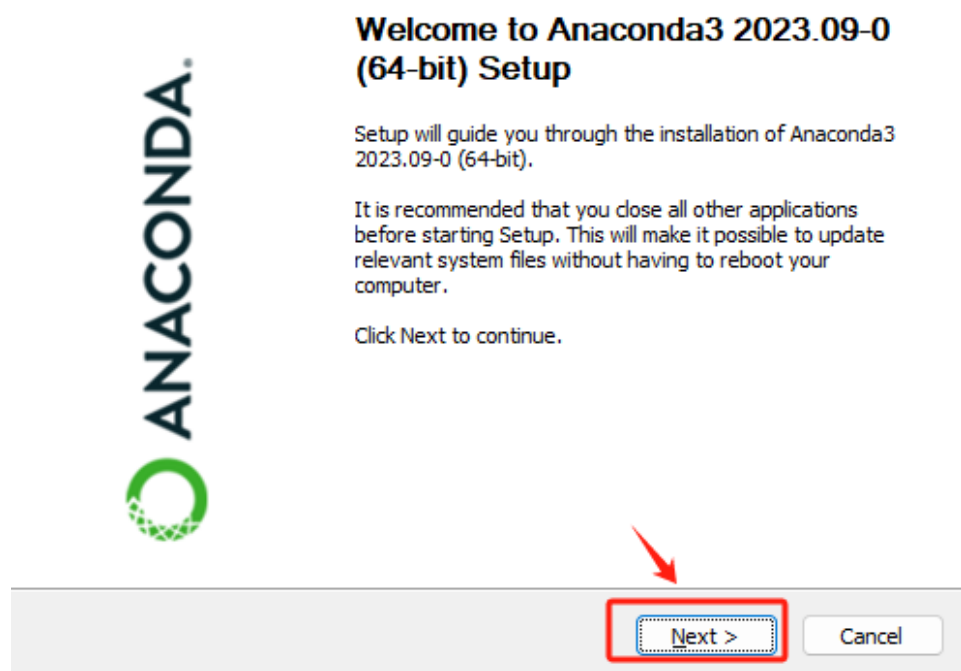 Welcome to Anaconda3 2023.09-0
(64-bit) Setup
ANACONDA.
Setup will guide you through the installation of Anaconda3
2023.09-0 (64-bit).
It is recommended that you close all other applications
before starting Setup. This will make it possible to update
relevant system files without having to reboot your
computer.
Click Next to continue.
Next >
Cancel